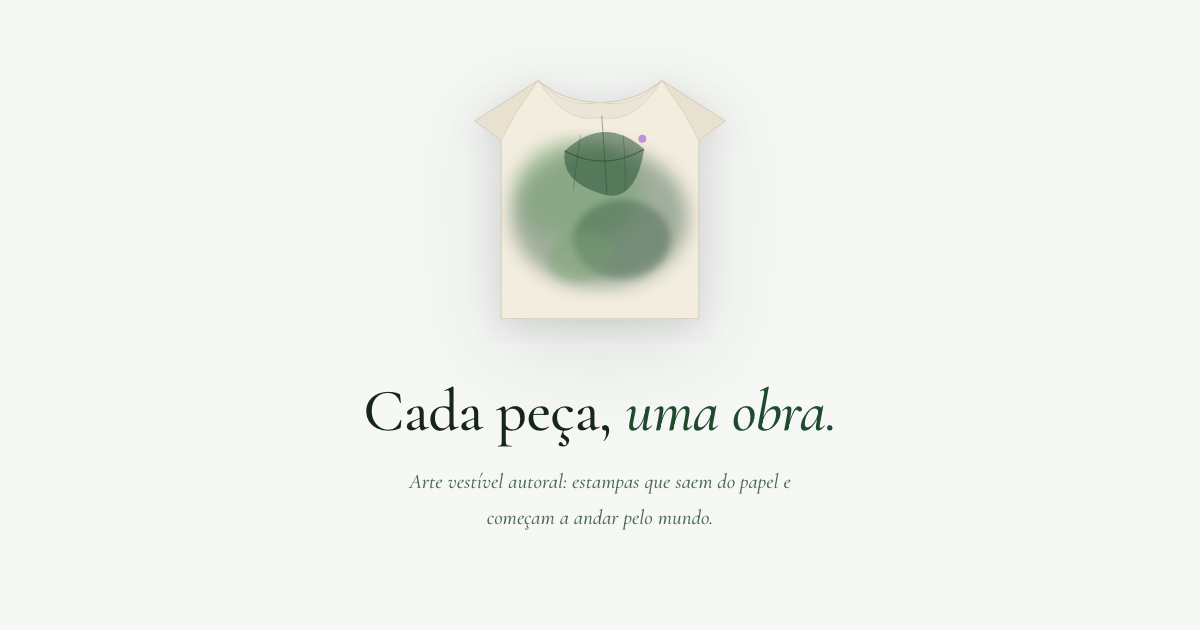 Cada peça, uma obra.
Arte vestível autoral: estampas que saem do papel e
começam a andar pelo mundo.